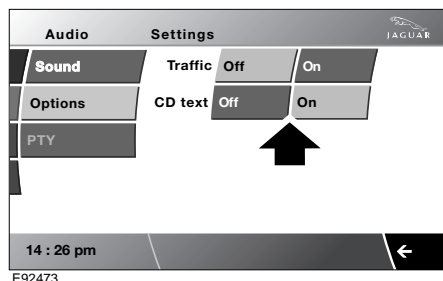 Audio Settings
JAGUAR
Sound Traffic Off On
Options CD text Off On
PTY
14 : 26 pm
E92473